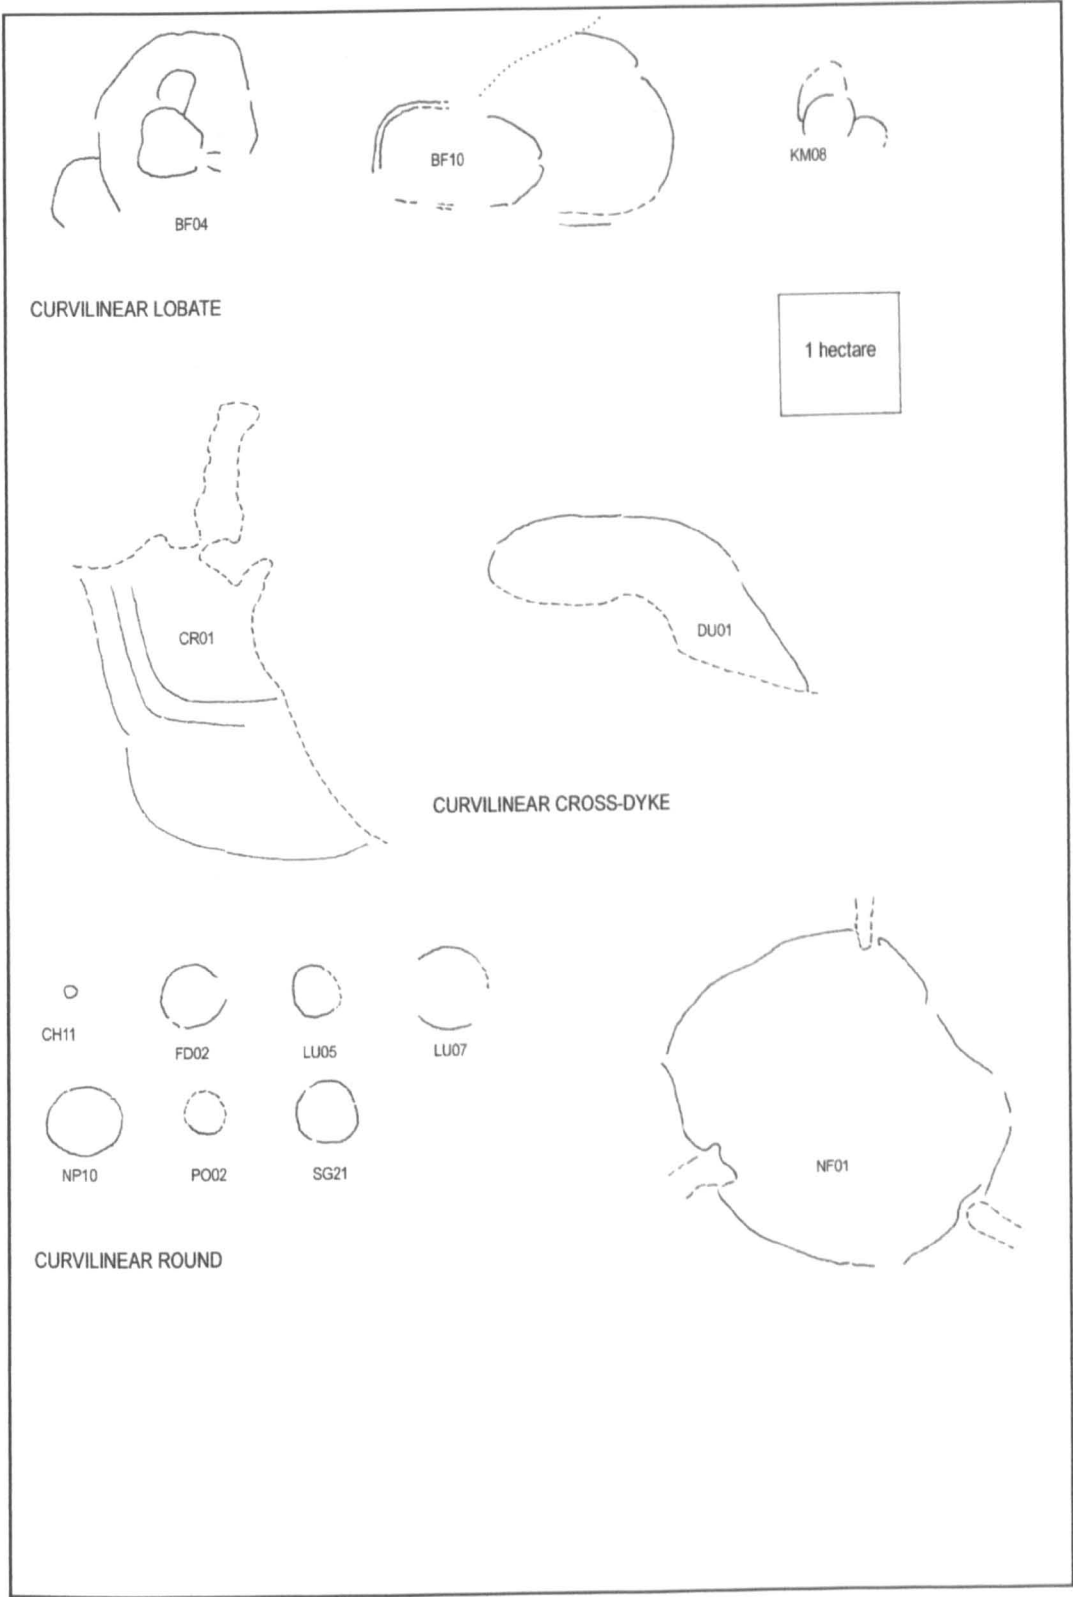 BF04
BF10
KM08
CURVILINEAR LOBATE
1 hectare
CR01
DU01
CURVILINEAR CROSS-DYKE
CH11
FD02
LU05
LU07
NP10
PO02
SG21
NF01
CURVILINEAR ROUND